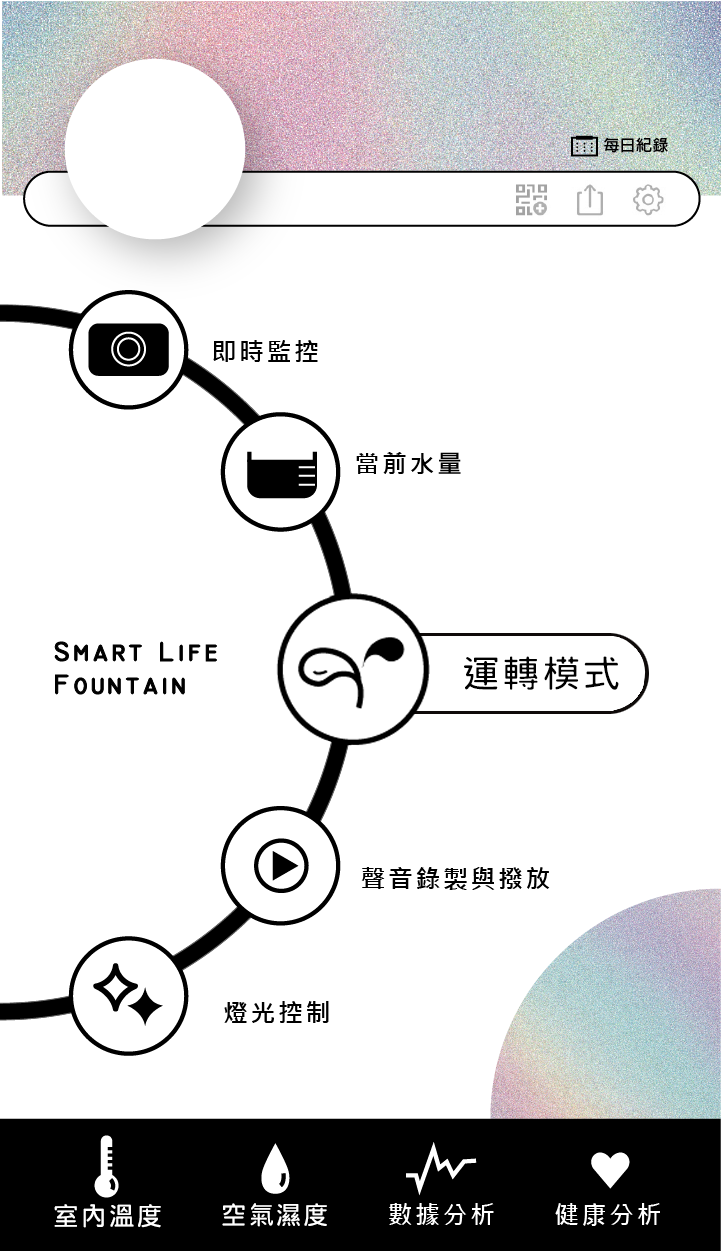 每日紀錄
即時監控
當前水量
SMART LIFE
FOUNTAIN
運轉模式
聲音錄製與撥放
燈光控制
室內溫度
空氣濕度
數據分析
健康分析